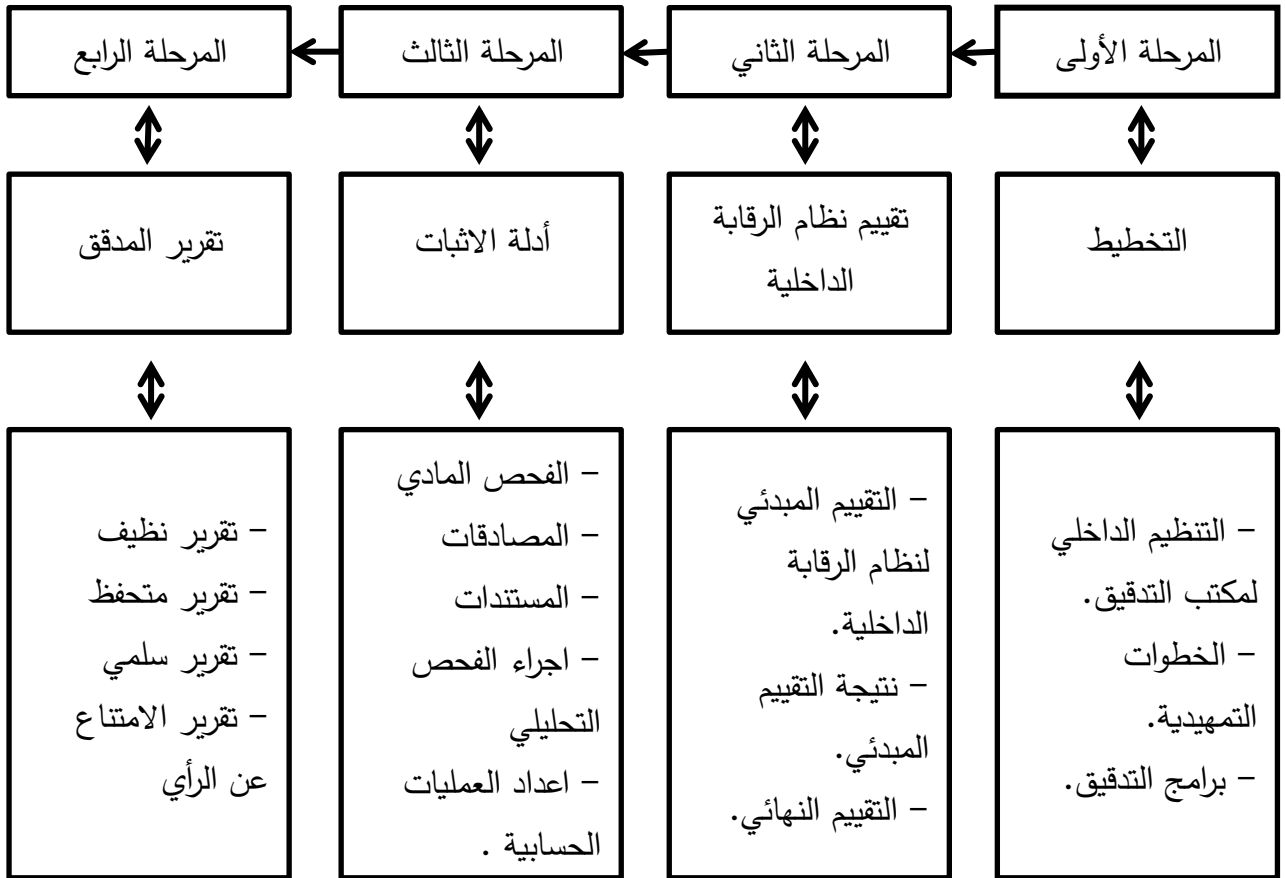 المرحلة الأولى
المرحلة الثاني
المرحلة الثالث
المرحلة الرابع
التخطيط
تقييم نظام الرقابة
الداخلية
أدلة الاثبات
تقرير المدقق
- التنظيم الداخلي
لمكتب التدقيق.
- الخطوات
التمهيدية.
- برامج التدقيق.
- التقييم المبدئي
لنظام الرقابة
الداخلية.
- نتيجة التقييم
المبدئي.
- التقييم النهائي.
- الفحص المادي
- المصادقات
- المستندات
- اجراء الفحص
التحليلي
- اعداد العمليات
الحسابية .
- تقرير نظيف
- تقرير متحفظ
- تقرير سلمي
- تقرير الامتناع
عن الرأي